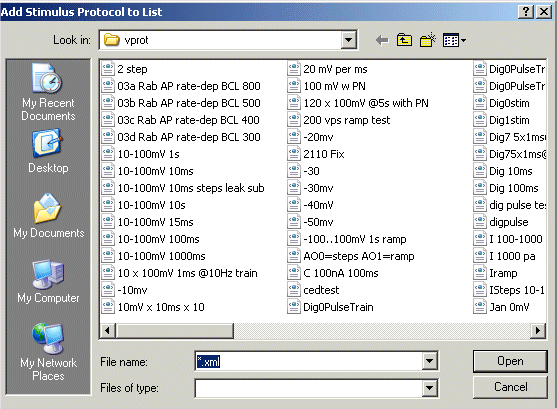 Add Stimulus Protocol to List
Look in: vprot
My Recent Documents
Desktop
My Documents
My Computer
My Network Places
2 step
03a Rab AP rate-dep BCL 800
03b Rab AP rate-dep BCL 500
03c Rab AP rate-dep BCL 400
03d Rab AP rate-dep BCL 300
10-100mV 1s
10-100mV 10ms
10-100mV 10ms steps leak sub
10-100mV 10s
10-100mV 15ms
10-100mV 100ms
10-100mV 1000ms
10 x 100mV 1ms @10Hz train
-10mv
10mV x 10ms x 10
20 mV per ms
100 mV w PN
120 x 100mV @5s with PN
200 vps ramp test
-20mv
2110 Fix
-30
-30mv
-40mV
-50mv
-100..100mV 1s ramp
AO0=steps AO1=ramp
C 100nA 100ms
cedtest
Dig0PulseTrain
Dig0PulseTr
Dig0PulseTr
Dig0stim
Dig1stim
Dig7 5x1ms
Dig75x1ms@
Dig 10ms
Dig 100ms
dig pulse tes
digpulse
I 100-1000
I 1000 pa
Iramp
ISteps 10-1
Jan 0mV
File name: *.xml
Open
Files of type:
Cancel